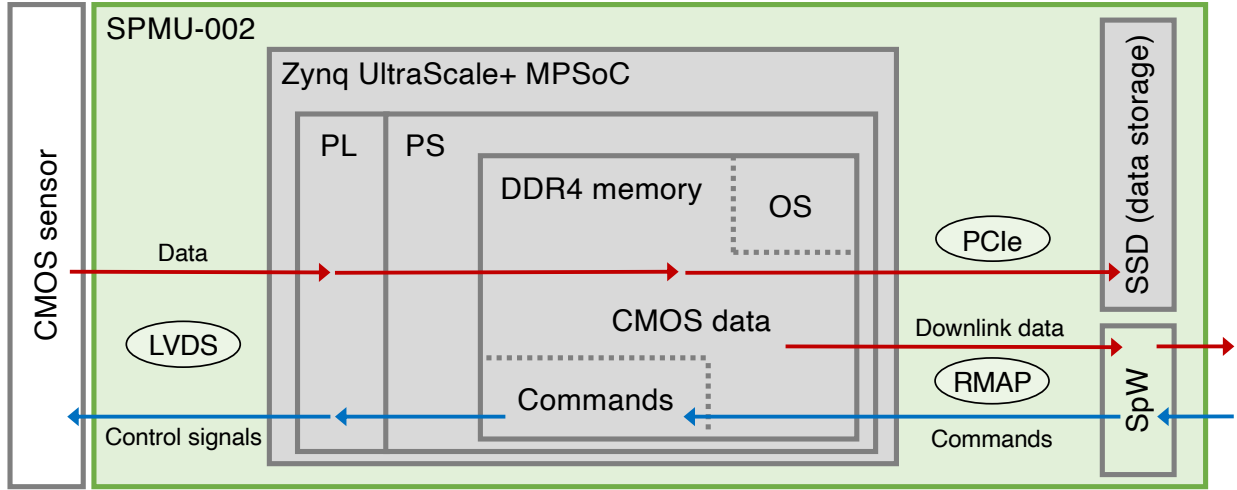 SPMU-002
Zynq UltraScale+ MPSoC
PL
PS
DDR4 memory
OS
CMOS sensor
Data
PCIe
SSD (data storage)
CMOS data
Downlink data
LVDS
RMAP
Commands
SpW
Control signals
Commands